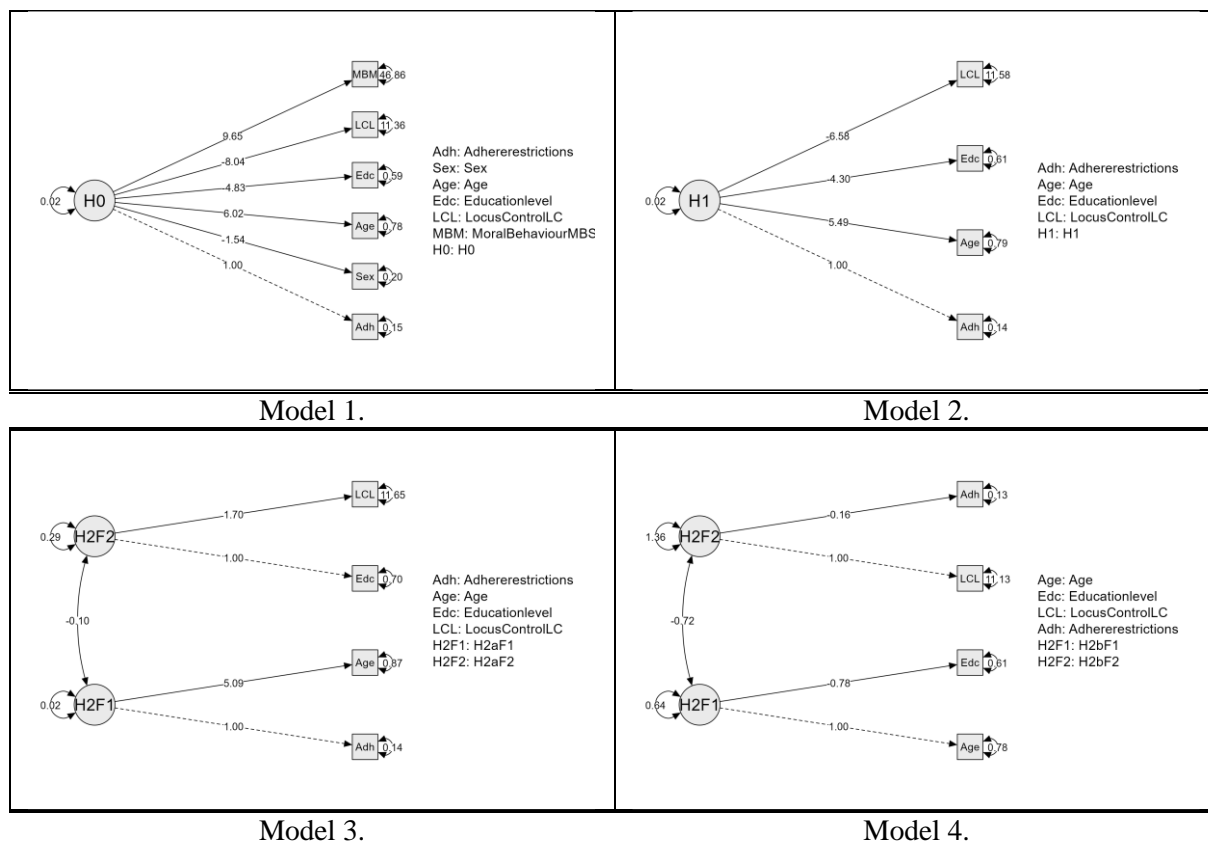 MBM 46.86
9.65
LCL 11.36
-8.04
Edc 0.59
-4.83
0.02 H0
6.02
Age 0.78
-1.54
Sex 0.20
1.00
Adh 0.15
Adh: Adhererestrictions
Sex: Sex
Age: Age
Edc: Educationlevel
LCL: LocusControlLC
MBM: MoralBehaviourMBS
H0: H0
LCL 11.58
-6.58
Edc 0.61
-4.30
0.02 H1
5.49
Age 0.79
1.00
Adh 0.14
Adh: Adhererestrictions
Age: Age
Edc: Educationlevel
LCL: LocusControlLC
H1: H1
Model 1.
Model 2.
LCL 11.65
1.70
0.29 H2F2
1.00
Edc 0.70
-0.10
Age 0.87
5.09
0.02 H2F1
1.00
Adh 0.14
Adh: Adhererestrictions
Age: Age
Edc: Educationlevel
LCL: LocusControlLC
H2F1: H2aF1
H2F2: H2aF2
Adh 0.13
-0.16
1.36 H2F2
1.00
LCL 11.13
-0.72
Edc 0.61
-0.78
0.64 H2F1
1.00
Age 0.78
Age: Age
Edc: Educationlevel
LCL: LocusControlLC
Adh: Adhererestrictions
H2F1: H2bF1
H2F2: H2bF2
Model 3.
Model 4.